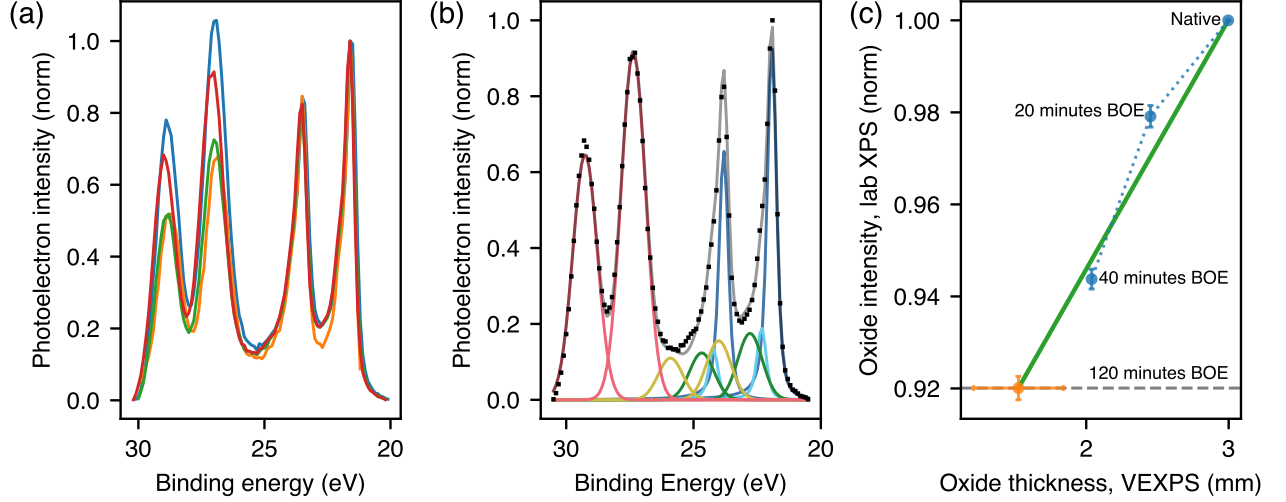 (a)
Photoelectron intensity (norm)
1.0
0.8
0.6
0.4
0.2
0.0
30
25
20
Binding energy (eV)
(b)
Photoelectron intensity (norm)
1.0
0.8
0.6
0.4
0.2
0.0
30
25
20
Binding Energy (eV)
(c)
Oxide intensity, lab XPS (norm)
1.00
0.98
0.96
0.94
0.92
Native
20 minutes BOE
40 minutes BOE
120 minutes BOE
2
3
Oxide thickness, VEXPS (mm)